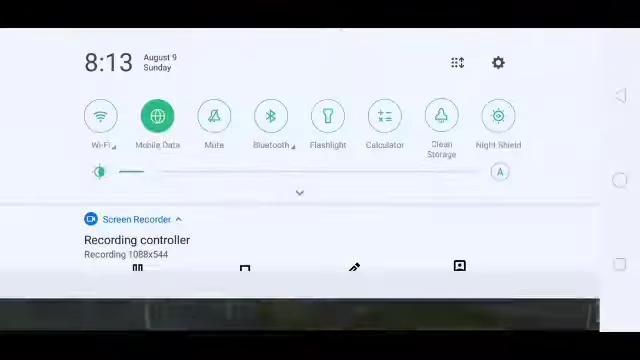 8:13
August 9
Sunday
Wi-Fi
Mobile Data
Mute
Bluetooth
Flashlight
Calculator
Clean
Storage
Night Shield
A
Screen Recorder
Recording controller
Recording 1088x544